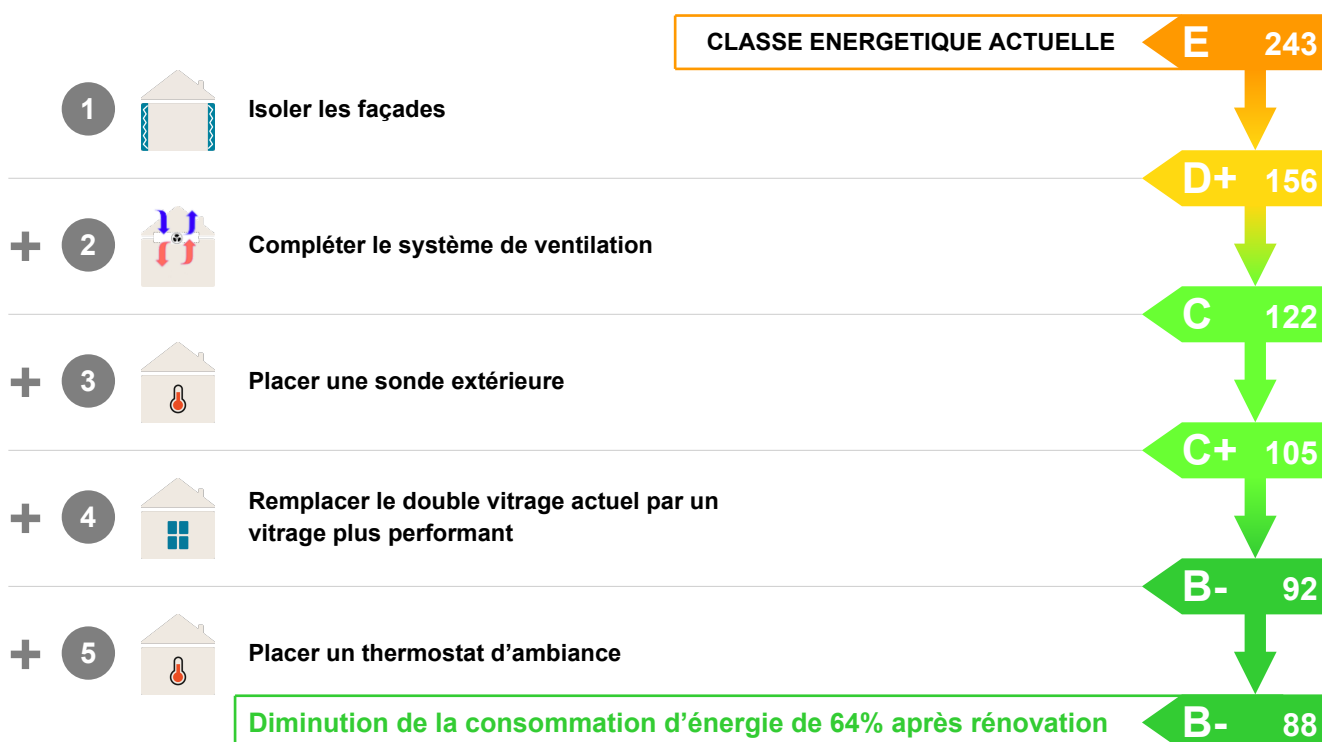 CLASSE ENERGETIQUE ACTUELLE E 243
1 Isoler les façades
D+ 156
+ 2 Compléter le système de ventilation
C 122
+ 3 Placer une sonde extérieure
C+ 105
+ 4 Remplacer le double vitrage actuel par un
vitrage plus performant
B- 92
+ 5 Placer un thermostat d’ambiance
Diminution de la consommation d’énergie de 64% après rénovation B- 88